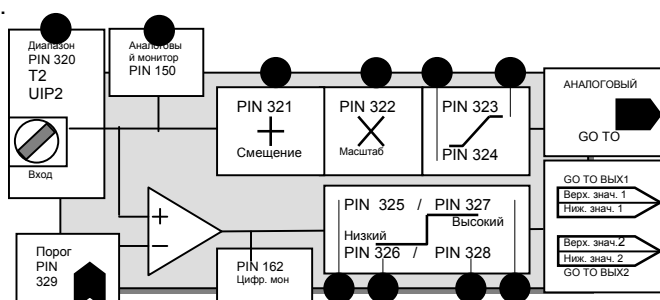 Диапазон
PIN 320
T2
UIP2
Вход
Аналоговы
й монитор
PIN 150
PIN 321
Смещение
PIN 322
Масштаб
PIN 323
PIN 324
АНАЛОГОВЫЙ
GO TO
Порог
PIN
329
PIN 162
Цифр. мон
PIN 325 / PIN 327
Высокий
Низкий
PIN 326 / PIN 328
GO TO ВЫХ1
Верх. знач. 1
Ниж. знач. 1
Верх. знач.2
Ниж. знач. 2
GO TO ВЫХ2